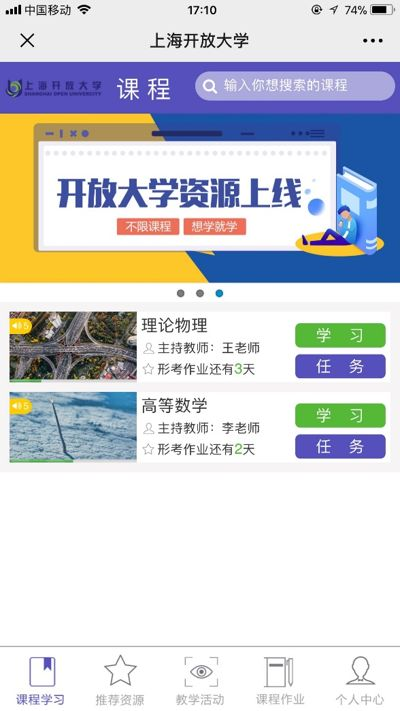 中国移动
17:10
74%
上海开放大学
上海开放大学
SHANGHAI OPEN UNIVERSITY
课程
输入你想搜索的课程
开放大学资源上线
不限课程
想学就学
5
理论物理
主持教师：王老师
形考作业还有3天
学 习
任 务
5
高等数学
主持教师：李老师
形考作业还有2天
学 习
任 务
课程学习
推荐资源
教学活动
课程作业
个人中心